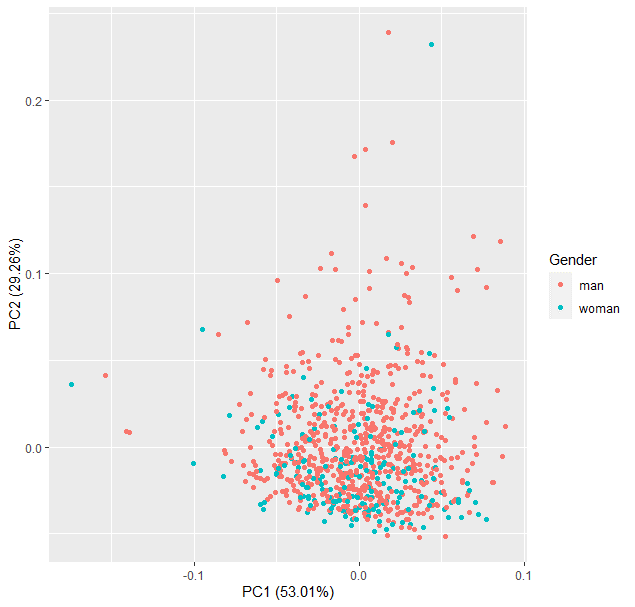 0.2
0.1
0.0
PC2 (29.26%)
-0.1
0.0
0.1
PC1 (53.01%)
Gender
man
woman